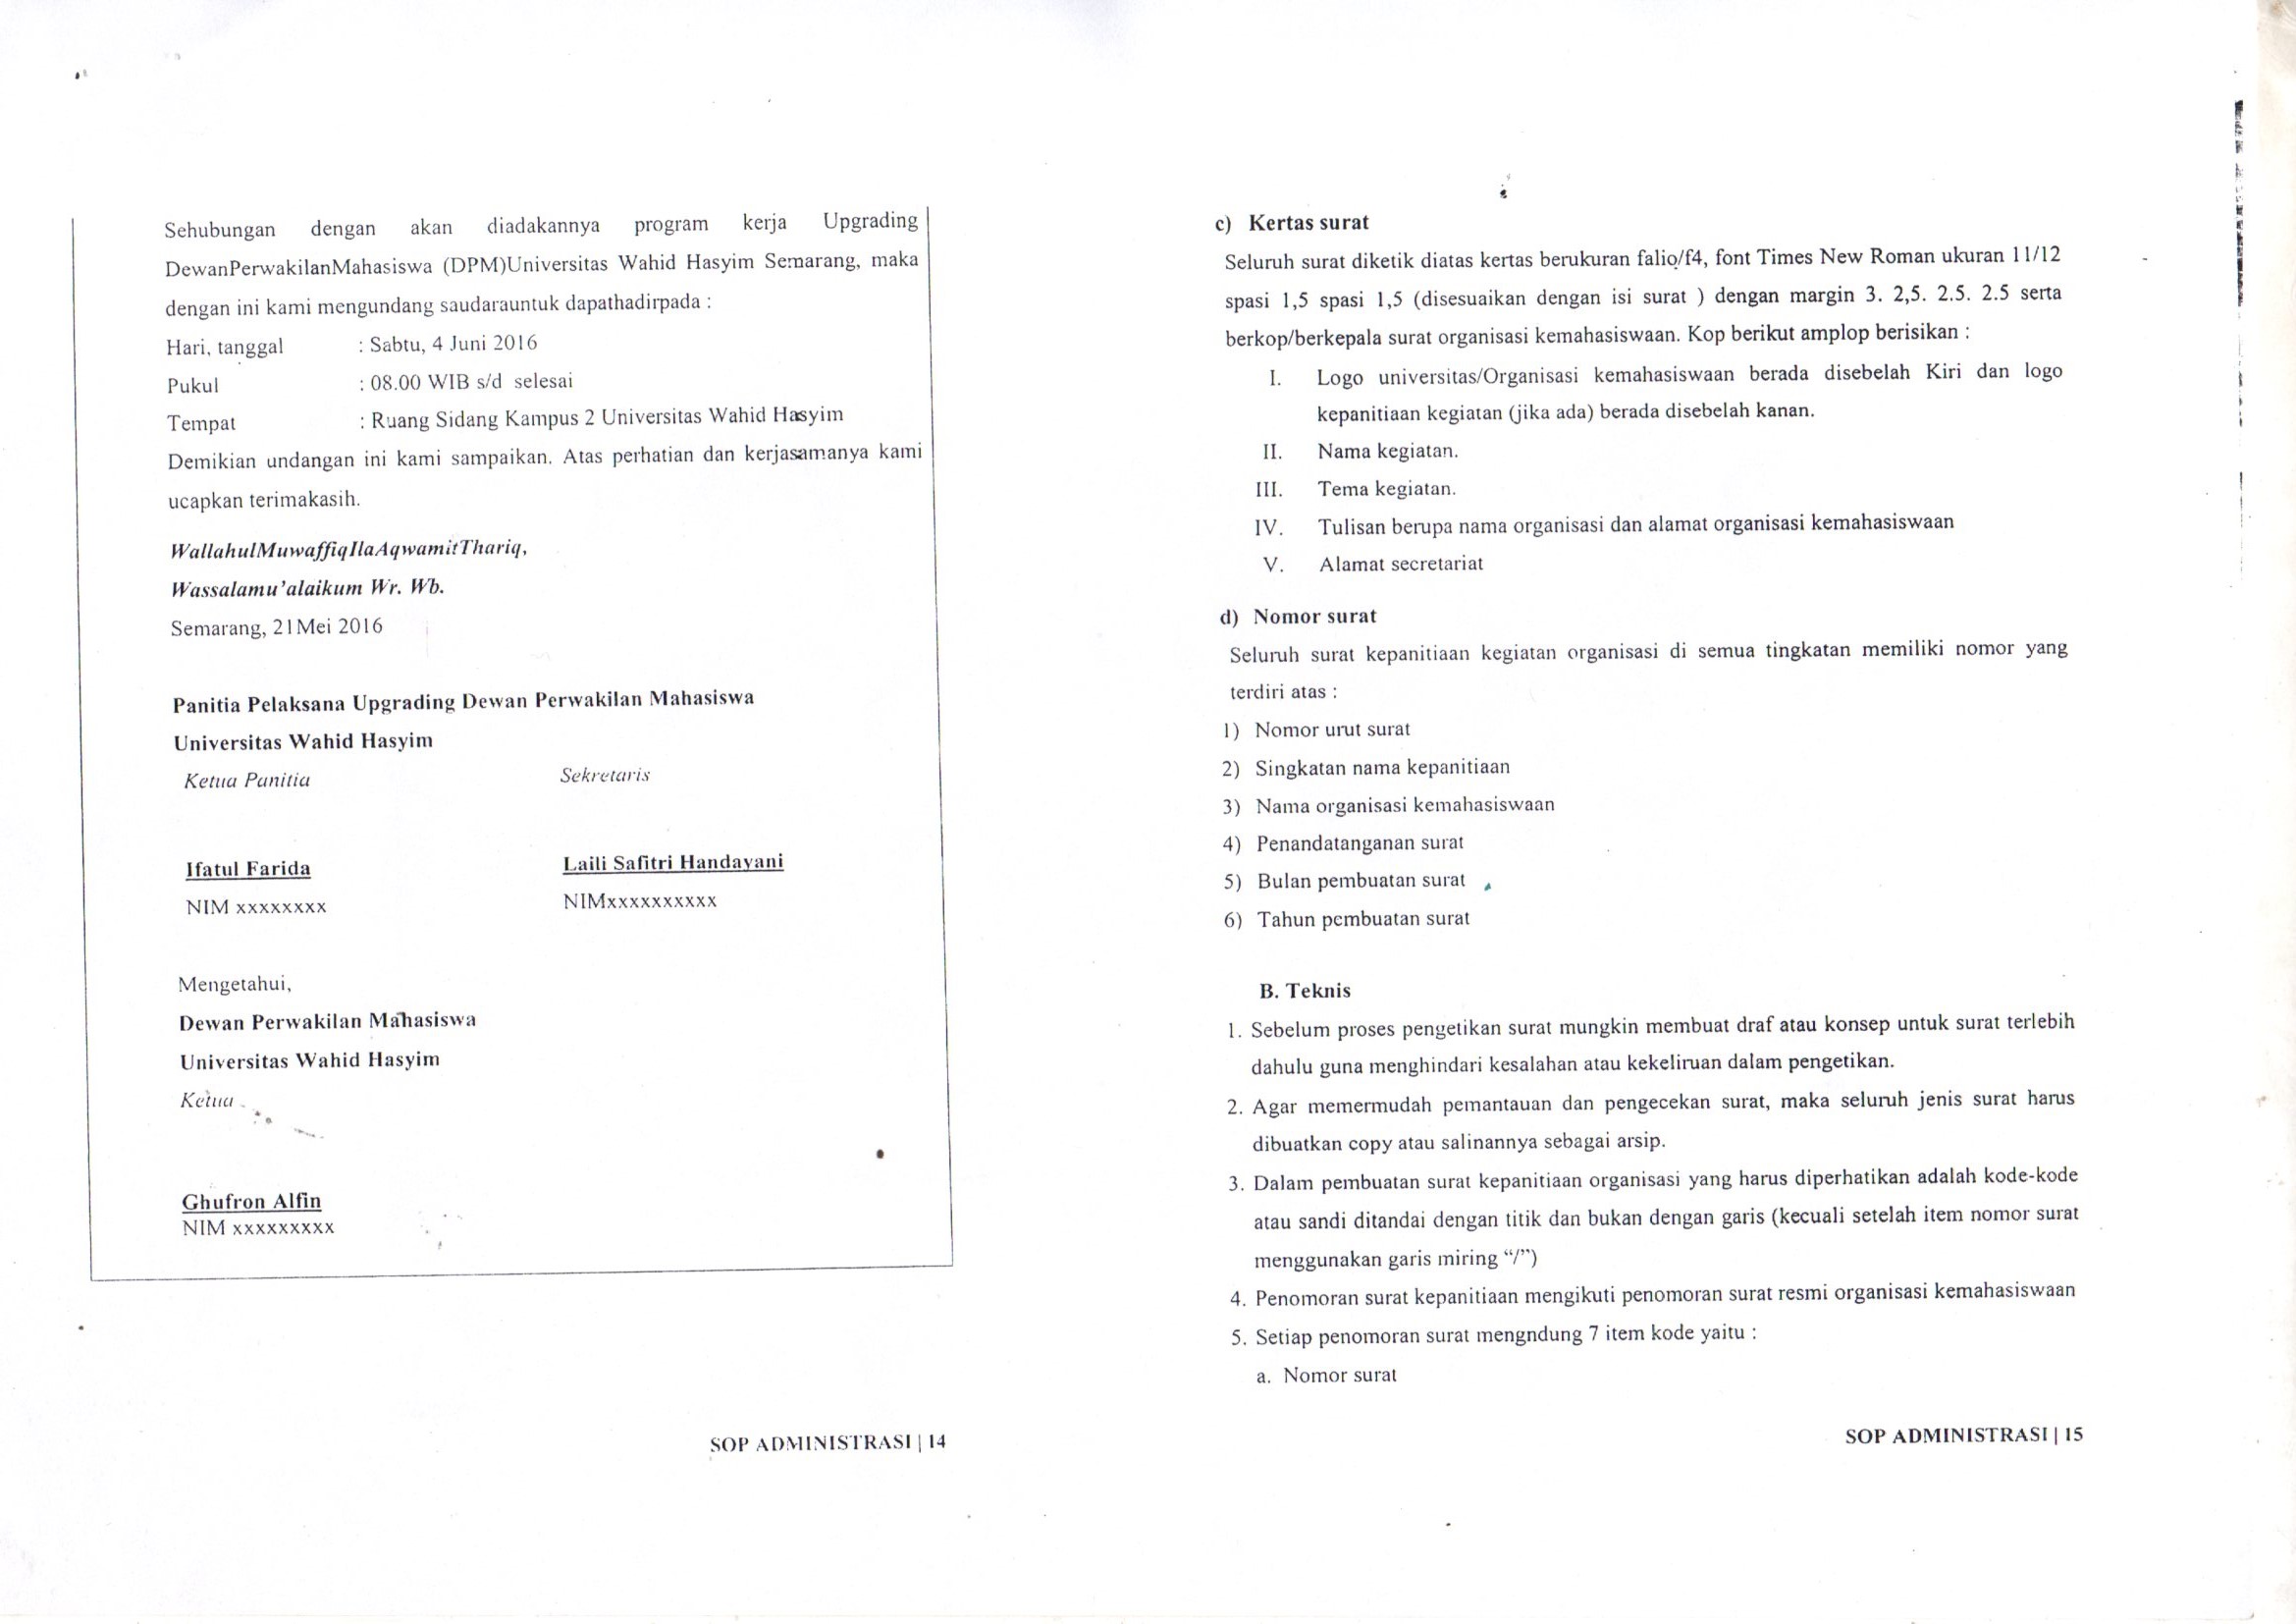 Sehubungan dengan akan diadakannya program kerja Upgrading
DewanPerwakilanMahasiswa (DPM)Universitas Wahid Hasyim Semarang, maka
dengan ini kami mengundang saudarauntuk dapathadirpada :
Hari, tanggal : Sabtu, 4 Juni 2016
Pukul : 08.00 WIB s/d selesai
Tempat : Ruang Sidang Kampus 2 Universitas Wahid Hasyim
Demikian undangan ini kami sampaikan. Atas perhatian dan kerjasamanya kami
ucapkan terimakasih.
WallahulMuwaffiqIlaAqwamitThariq,
Wassalamu’alaikum Wr. Wb.
Semarang, 21Mei 2016
Panitia Pelaksana Upgrading Dewan Perwakilan Mahasiswa
Universitas Wahid Hasyim
Ketua Panitia Sekretaris
Ifatul Farida Laili Safitri Handayani
NIM xxxxxxxx NIMxxxxxxxxxx
Mengetahui,
Dewan Perwakilan Mahasiswa
Universitas Wahid Hasyim
Ketua
Ghufron Alfin
NIM xxxxxxxxx
SOP ADMINISTRASI | 14
c) Kertas surat
Seluruh surat diketik diatas kertas berukuran falio/f4, font Times New Roman ukuran 11/12
spasi 1,5 spasi 1,5 (disesuaikan dengan isi surat ) dengan margin 3. 2,5. 2.5. 2.5 serta
berkop/berkepala surat organisasi kemahasiswaan. Kop berikut amplop berisikan :
I. Logo universitas/Organisasi kemahasiswaan berada disebelah Kiri dan logo
kepanitiaan kegiatan (jika ada) berada disebelah kanan.
II. Nama kegiatan.
III. Tema kegiatan.
IV. Tulisan berupa nama organisasi dan alamat organisasi kemahasiswaan
V. Alamat secretariat
d) Nomor surat
Seluruh surat kepanitiaan kegiatan organisasi di semua tingkatan memiliki nomor yang
terdiri atas :
1) Nomor urut surat
2) Singkatan nama kepanitiaan
3) Nama organisasi kemahasiswaan
4) Penandatanganan surat
5) Bulan pembuatan surat
6) Tahun pembuatan surat
B. Teknis
1. Sebelum proses pengetikan surat mungkin membuat draf atau konsep untuk surat terlebih
dahulu guna menghindari kesalahan atau kekeliruan dalam pengetikan.
2. Agar memermudah pemantauan dan pengecekan surat, maka seluruh jenis surat harus
dibuatkan copy atau salinannya sebagai arsip.
3. Dalam pembuatan surat kepanitiaan organisasi yang harus diperhatikan adalah kode-kode
atau sandi ditandai dengan titik dan bukan dengan garis (kecuali setelah item nomor surat
menggunakan garis miring “/”)
4. Penomoran surat kepanitiaan mengikuti penomoran surat resmi organisasi kemahasiswaan
5. Setiap penomoran surat mengndung 7 item kode yaitu :
a. Nomor surat
SOP ADMINISTRASI | 15